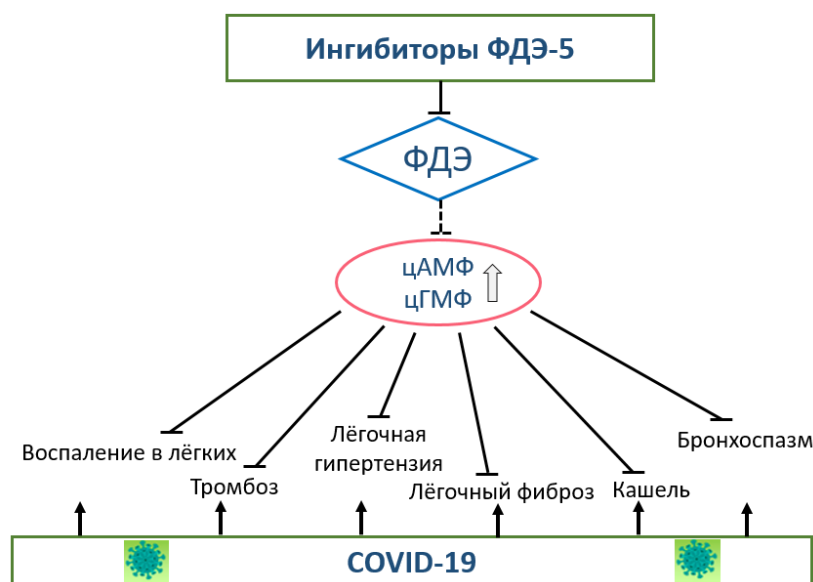 Ингибиторы ФДЭ-5
ФДЭ
цАМФ
цГМФ
Воспаление в лёгких
Тромбоз
Лёгочная
гипертензия
Лёгочный фиброз
Кашель
Бронхоспазм
COVID-19